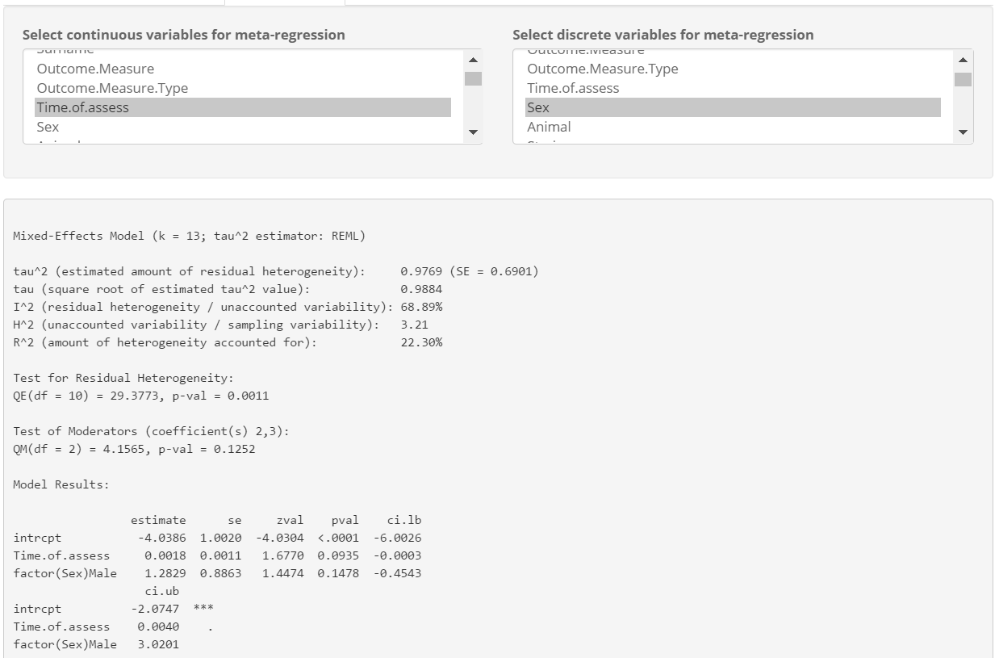 Select continuous variables for meta-regression
Surname
Outcome.Measure
Outcome.Measure.Type
Time.of.assess
Sex
Select discrete variables for meta-regression
Outcome.Measure
Outcome.Measure.Type
Time.of.assess
Sex
Animal
Mixed-Effects Model (k = 13; tau^2 estimator: REML)
tau^2 (estimated amount of residual heterogeneity):     0.9769 (SE = 0.6901)
tau (square root of estimated tau^2 value):             0.9884
I^2 (residual heterogeneity / unaccounted variability): 68.89%
H^2 (unaccounted variability / sampling variability):   3.21
R^2 (amount of heterogeneity accounted for):            22.30%
Test for Residual Heterogeneity:
QE(df = 10) = 29.3773, p-val = 0.0011
Test of Moderators (coefficient(s) 2,3):
QM(df = 2) = 4.1565, p-val = 0.1252
Model Results:
estimate      se     zval    pval    ci.lb
intrcpt           -4.0386  1.0020  -4.0304  <.0001  -6.0026
Time.of.assess     0.0018  0.0011   1.6770  0.0935  -0.0003
factor(Sex)Male    1.2829  0.8863   1.4474  0.1478  -0.4543
ci.ub
intrcpt          -2.0747  ***
Time.of.assess    0.0040    .
factor(Sex)Male   3.0201